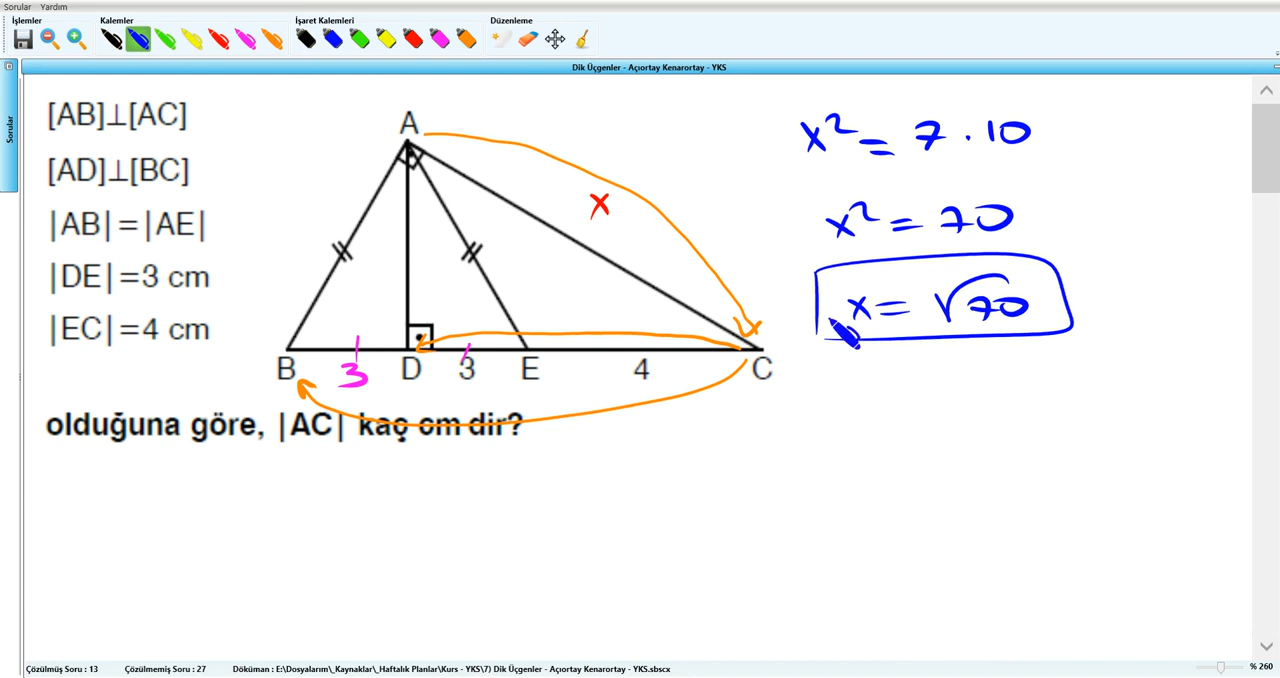 Sorular Yardım
İşlemler Kalemler İşaret Kalemleri Düzenleme
Dik Üçgenler - Açıortay Kenarortay - YKS
Sorular
[AB]⊥[AC]
[AD]⊥[BC]
|AB|=|AE|
|DE|=3 cm
|EC|=4 cm
A
x
B D E C
3 3 4
olduğuna göre, |AC| kaç cm dir?
x² = 7 . 10
x² = 70
x = √70
Çözülmüş Soru : 13 Çözülmemiş Soru : 27 Döküman : E:\Dosyalarım\_Kaynaklar\_Haftalık Planlar\Kurs - YKS\7) Dik Üçgenler - Açıortay Kenarortay - YKS.sbscx % 260